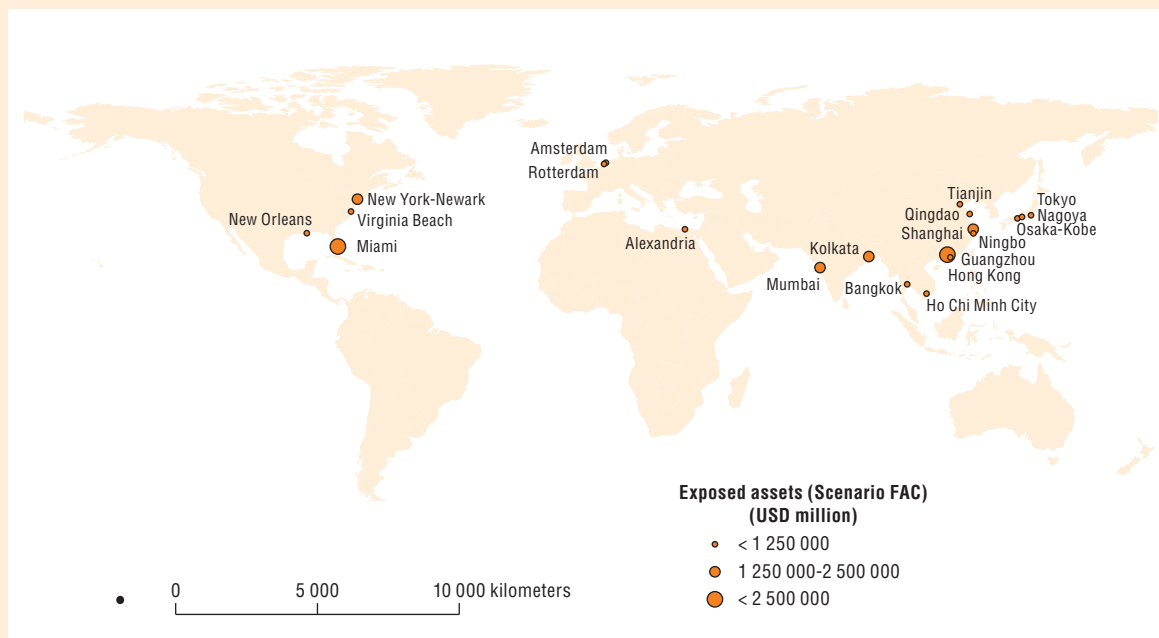 Amsterdam
Rotterdam
New York-Newark
Virginia Beach
New Orleans
Miami
Alexandria
Tianjin
Tokyo
Qingdao
Nagoya
Osaka-Kobe
Shanghai
Ningbo
Kolkata
Guangzhou
Hong Kong
Mumbai
Bangkok
Ho Chi Minh City
Exposed assets (Scenario FAC)
(USD million)
< 1 250 000
1 250 000-2 500 000
< 2 500 000
0 5 000 10 000 kilometers